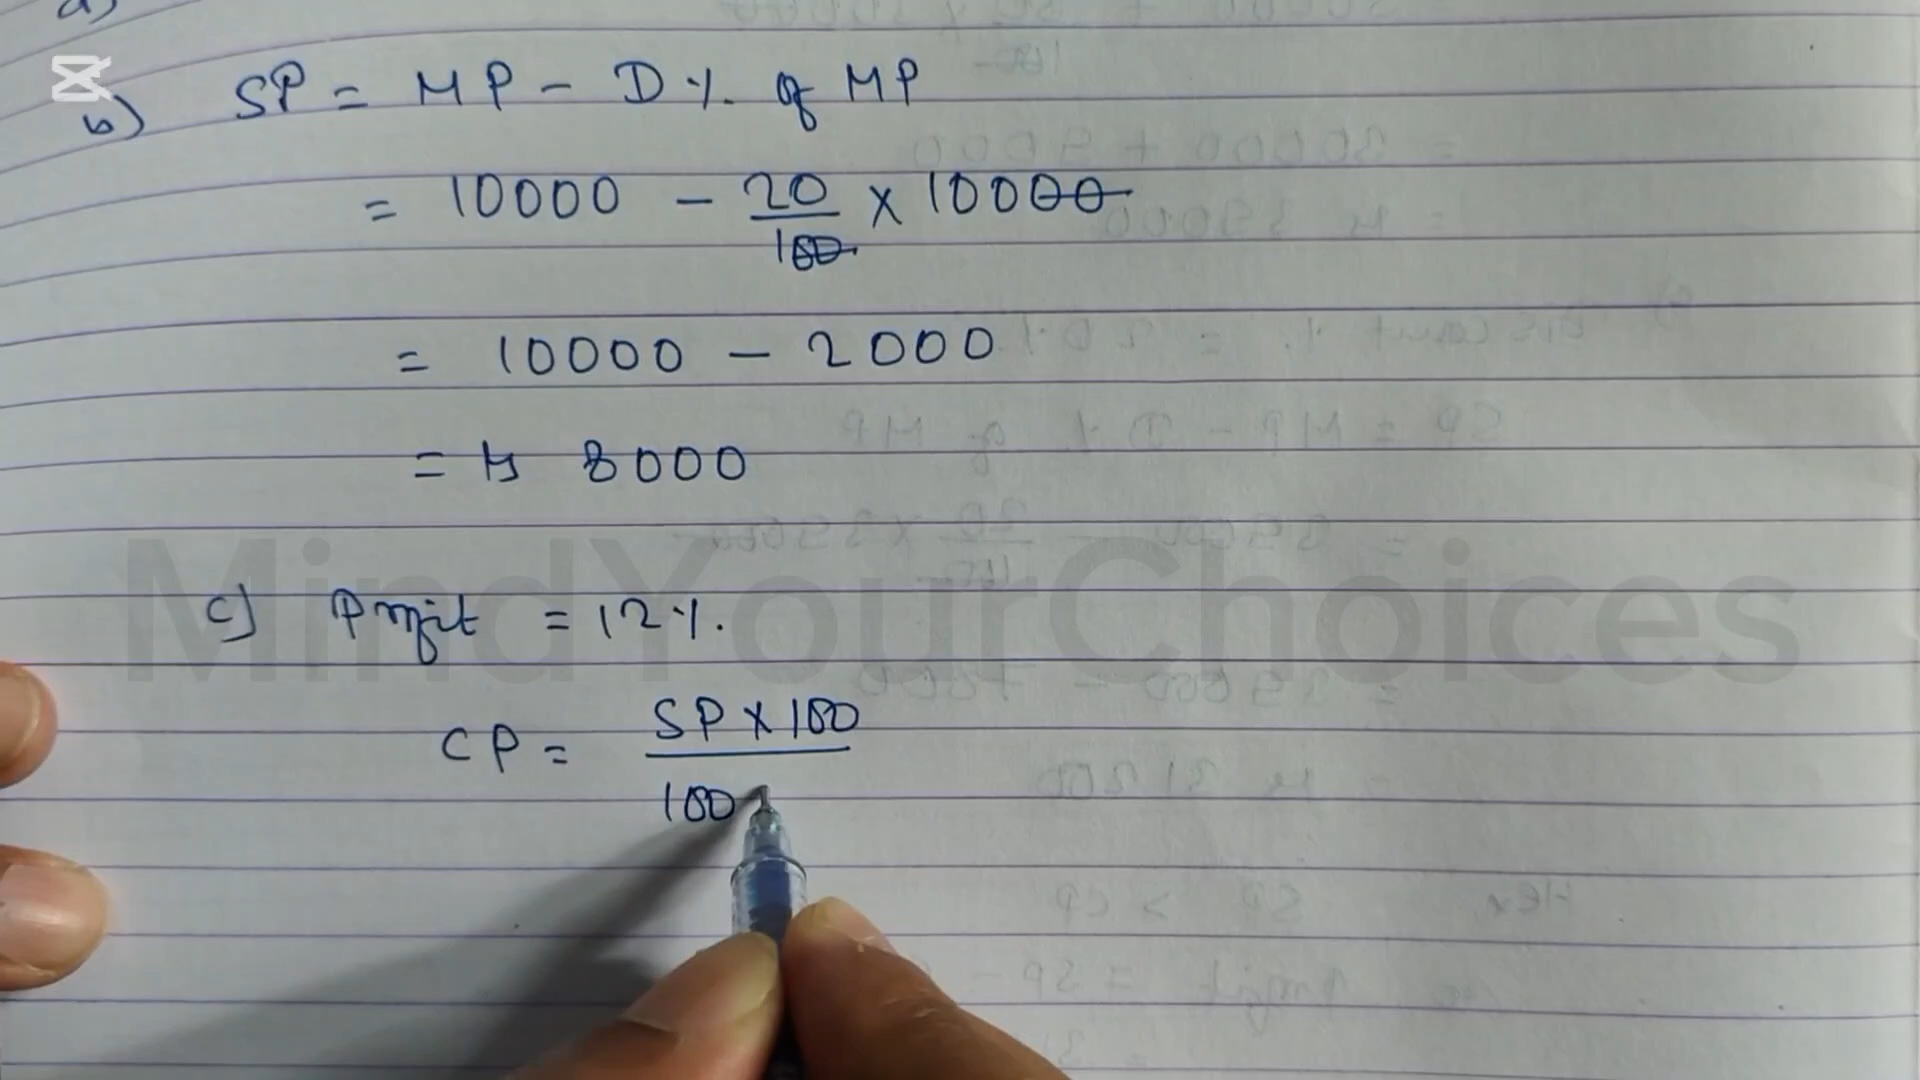 a)
b) SP = MP - D%. of MP
= 10000 - 20/100 x 10000
= 10000 - 2000
= Rs 8000
MindYourChoices
c) Profit = 12%.
CP = SP x 100
100